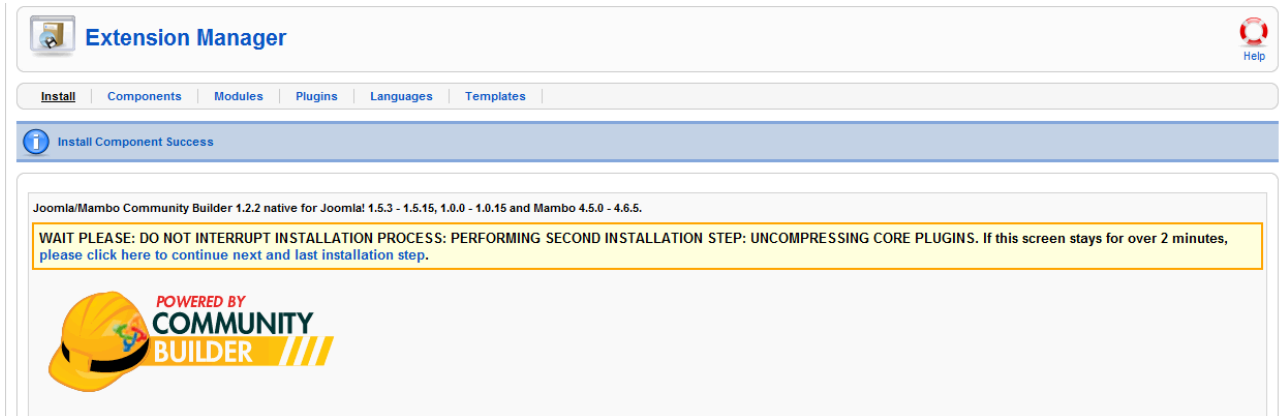 Extension Manager
Help
Install Components Modules Plugins Languages Templates
Install Component Success
Joomla/Mambo Community Builder 1.2.2 native for Joomla! 1.5.3 - 1.5.15, 1.0.0 - 1.0.15 and Mambo 4.5.0 - 4.6.5.
WAIT PLEASE: DO NOT INTERRUPT INSTALLATION PROCESS: PERFORMING SECOND INSTALLATION STEP: UNCOMPRESSING CORE PLUGINS. If this screen stays for over 2 minutes,
please click here to continue next and last installation step.
POWERED BY
COMMUNITY
BUILDER